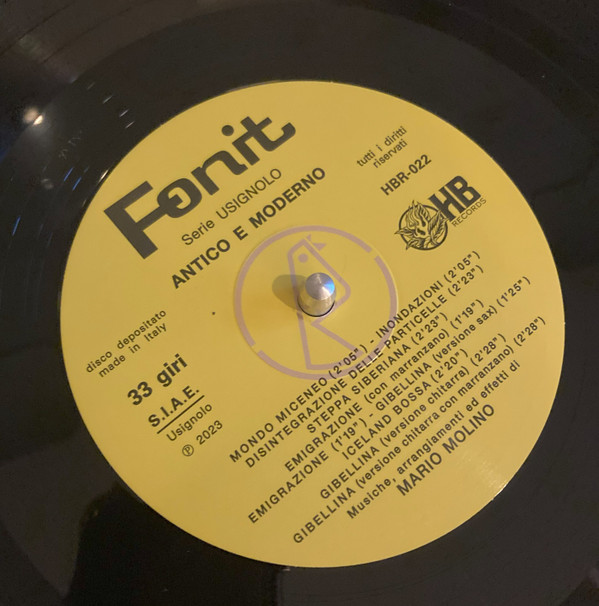 Fonit
Serie USIGNOLO
ANTICO E MODERNO
tutti i diritti
riservati
HBR-022
HB
RECORDS
disco depositato
made in Italy
33 giri
S.I.A.E.
Usignolo
℗ 2023
MONDO MICENEO (2'05") - INONDAZIONI (2'05")
DISINTEGRAZIONE DELLE PARTICELLE (2'23")
STEPPA SIBERIANA (2'23")
EMIGRAZIONE (con marranzano) (1'19")
EMIGRAZIONE (1'19") - GIBELLINA (versione sax) (1'25")
ICELAND BOSSA (2'20")
GIBELLINA (versione chitarra) (2'28")
GIBELLINA (versione chitarra con marranzano) (2'28")
Musiche, arrangiamenti ed effetti di
MARIO MOLINO